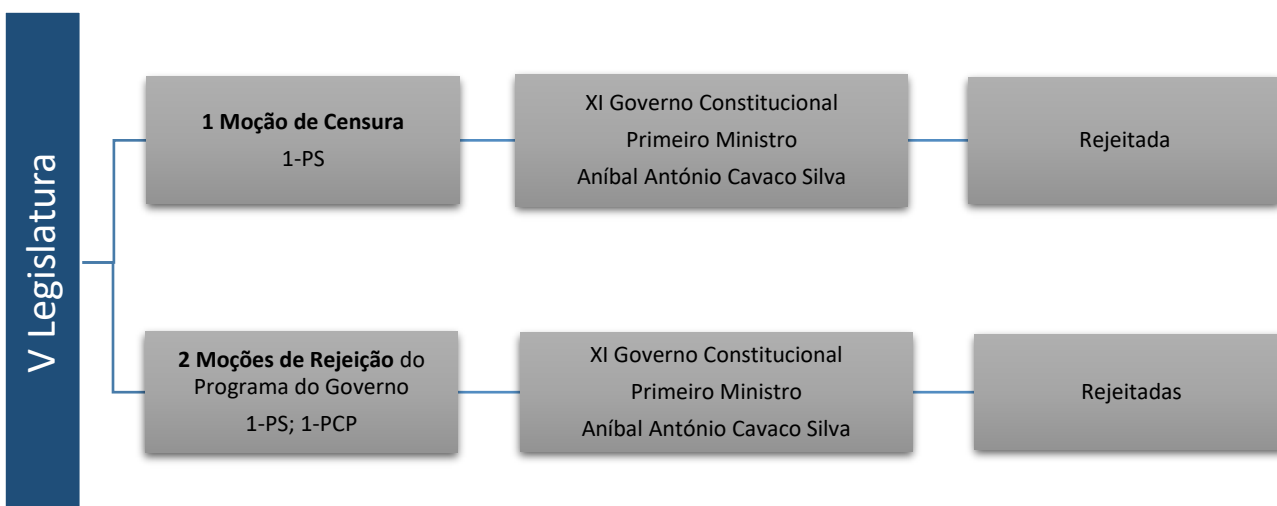 V Legislatura
1 Moção de Censura
1-PS
XI Governo Constitucional
Primeiro Ministro
Aníbal António Cavaco Silva
Rejeitada
2 Moções de Rejeição do
Programa do Governo
1-PS; 1-PCP
XI Governo Constitucional
Primeiro Ministro
Aníbal António Cavaco Silva
Rejeitadas